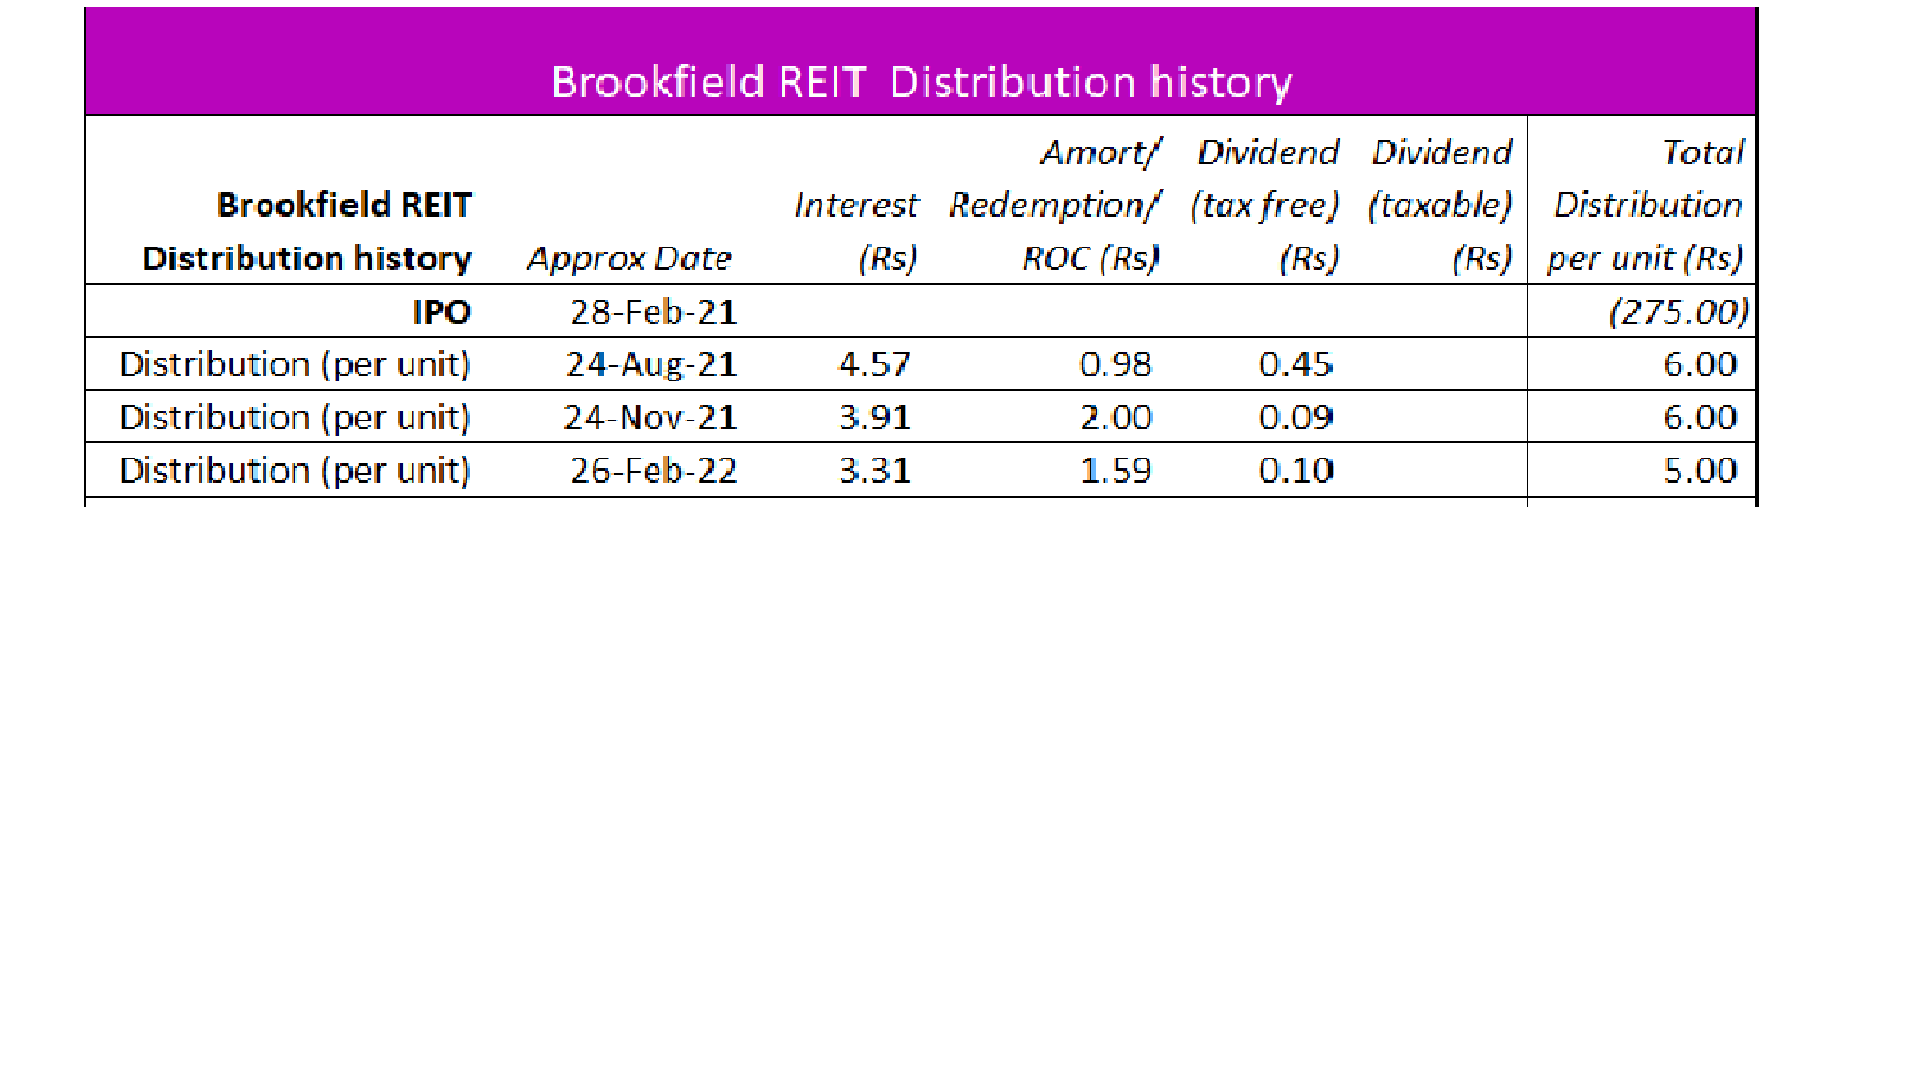 Brookfield REIT Distribution history
Brookfield REIT Distribution history Approx Date Interest (Rs) Amort/ Redemption/ ROC (Rs) Dividend (tax free) (Rs) Dividend (taxable) (Rs) Total Distribution per unit (Rs)
IPO 28-Feb-21 (275.00)
Distribution (per unit) 24-Aug-21 4.57 0.98 0.45 6.00
Distribution (per unit) 24-Nov-21 3.91 2.00 0.09 6.00
Distribution (per unit) 26-Feb-22 3.31 1.59 0.10 5.00